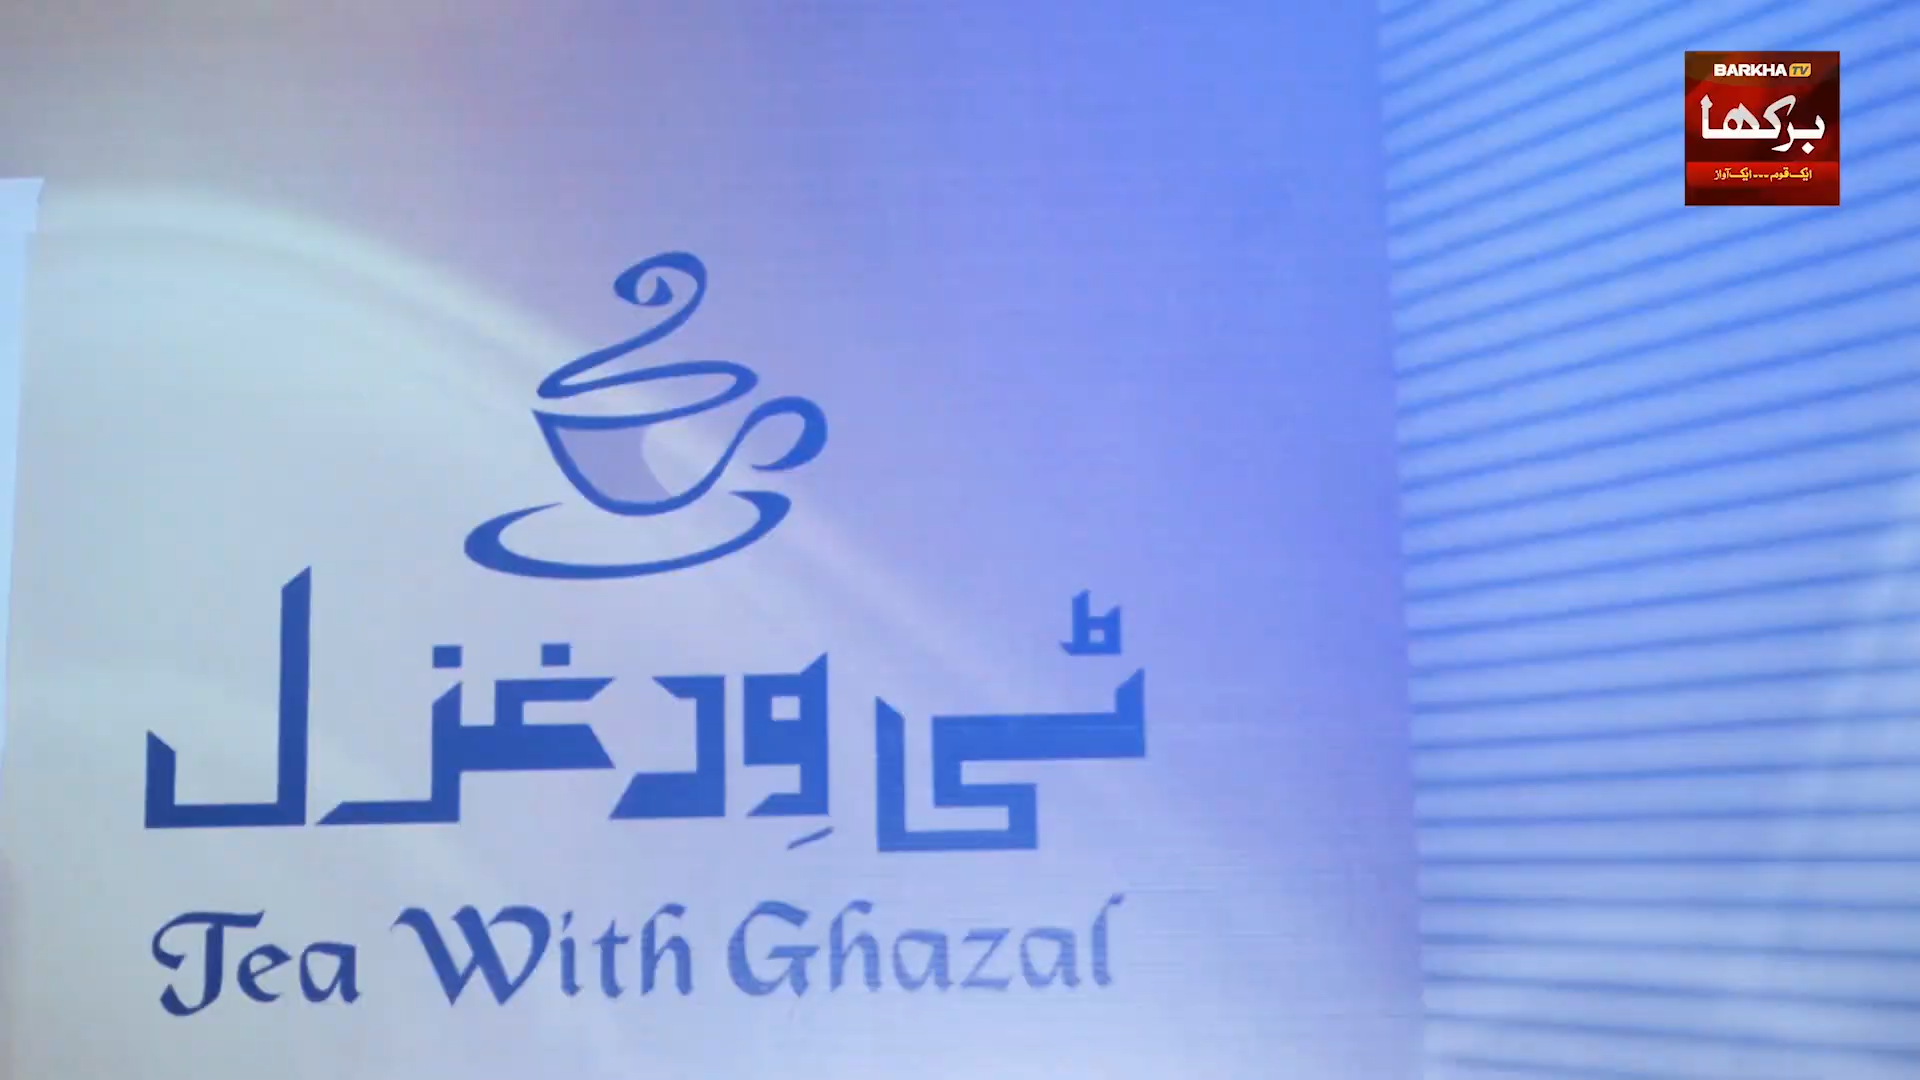 BARKHA TV
برکھا
ایک قوم --- ایک آواز
ٹی وِد غزل
Tea With Ghazal